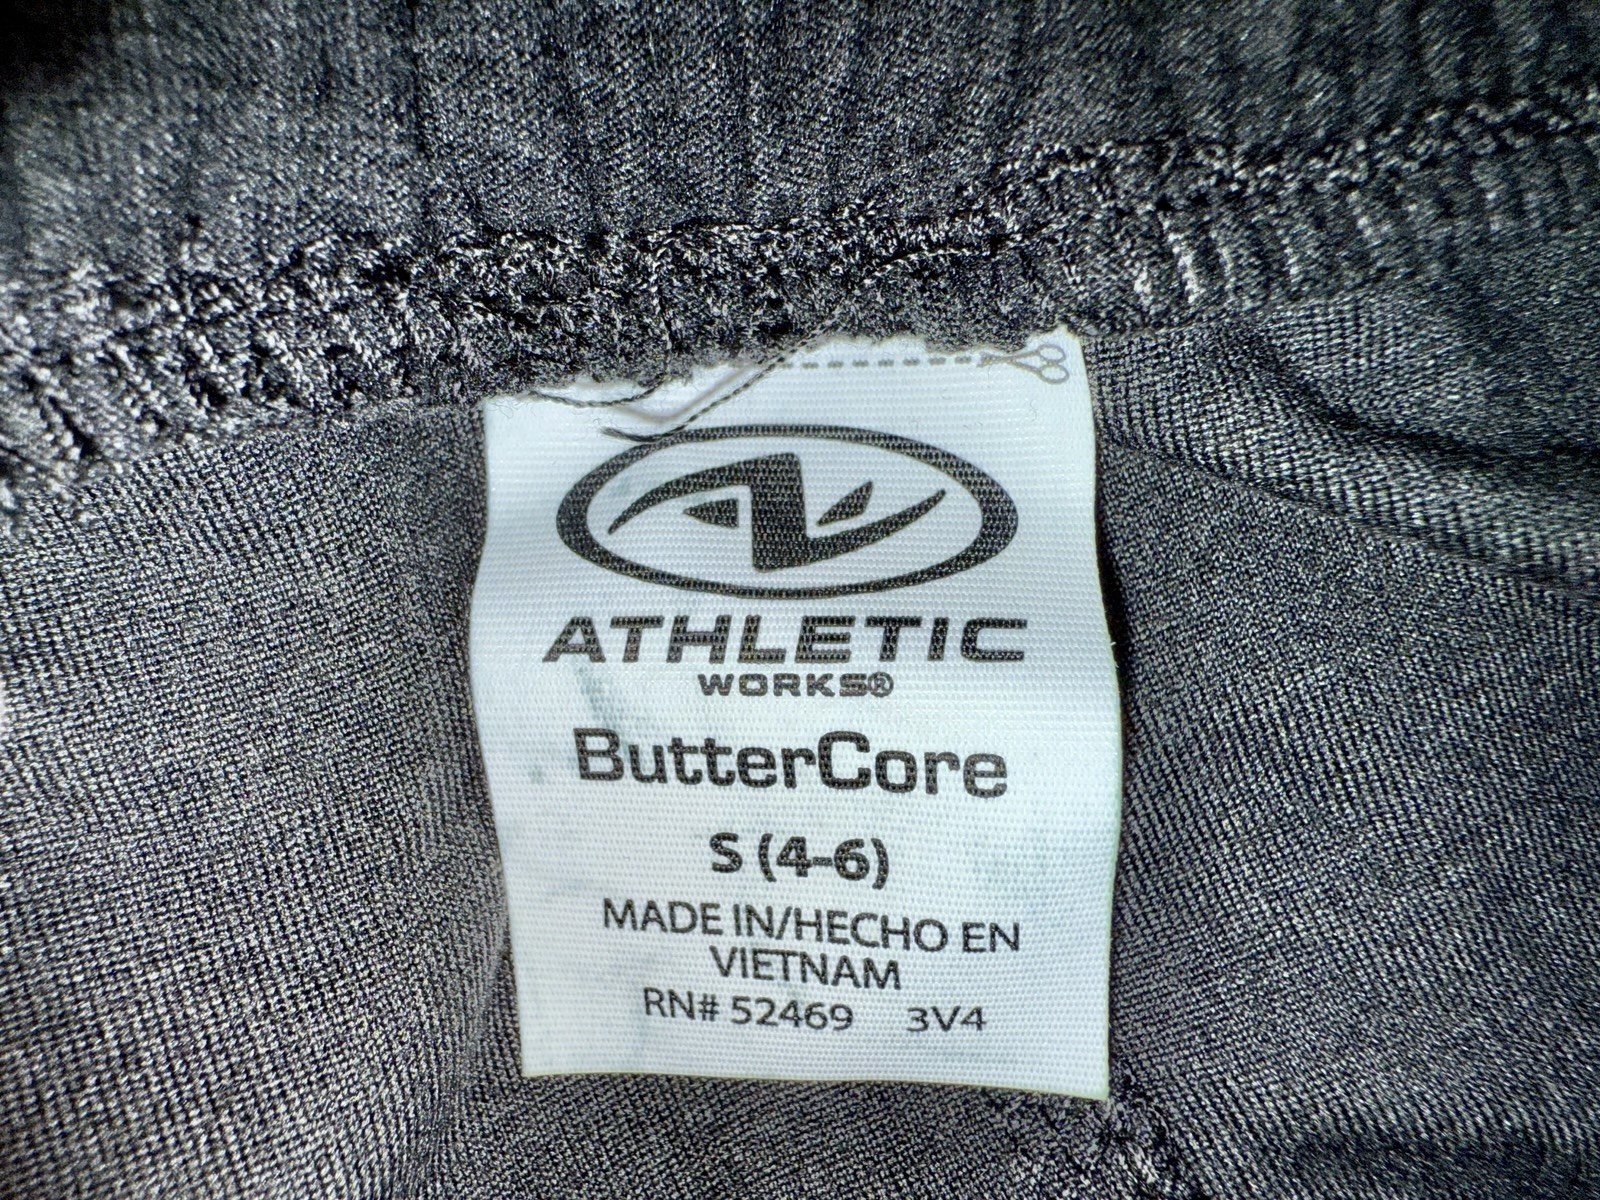 ATHLETIC
WORKS®
ButterCore
S (4-6)
MADE IN/HECHO EN
VIETNAM
RN# 52469 3V4